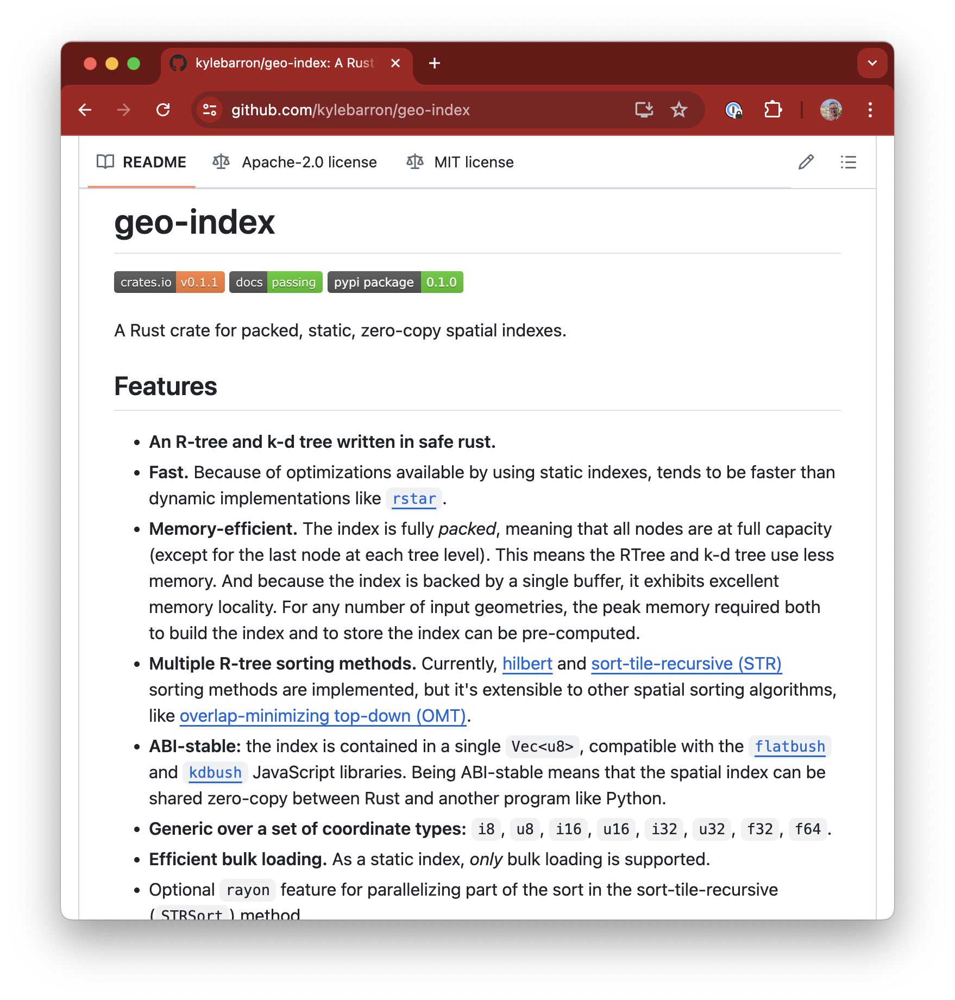 kylebarron/geo-index: A Rust
github.com/kylebarron/geo-index
README Apache-2.0 license MIT license
geo-index
crates.io v0.1.1 docs passing pypi package 0.1.0
A Rust crate for packed, static, zero-copy spatial indexes.
Features
• An R-tree and k-d tree written in safe rust.
• Fast. Because of optimizations available by using static indexes, tends to be faster than
dynamic implementations like rstar.
• Memory-efficient. The index is fully packed, meaning that all nodes are at full capacity
(except for the last node at each tree level). This means the RTree and k-d tree use less
memory. And because the index is backed by a single buffer, it exhibits excellent
memory locality. For any number of input geometries, the peak memory required both
to build the index and to store the index can be pre-computed.
• Multiple R-tree sorting methods. Currently, hilbert and sort-tile-recursive (STR)
sorting methods are implemented, but it's extensible to other spatial sorting algorithms,
like overlap-minimizing top-down (OMT).
• ABI-stable: the index is contained in a single Vec<u8>, compatible with the flatbush
and kdbush JavaScript libraries. Being ABI-stable means that the spatial index can be
shared zero-copy between Rust and another program like Python.
• Generic over a set of coordinate types: i8, u8, i16, u16, i32, u32, f32, f64.
• Efficient bulk loading. As a static index, only bulk loading is supported.
• Optional rayon feature for parallelizing part of the sort in the sort-tile-recursive
(STRSort) method